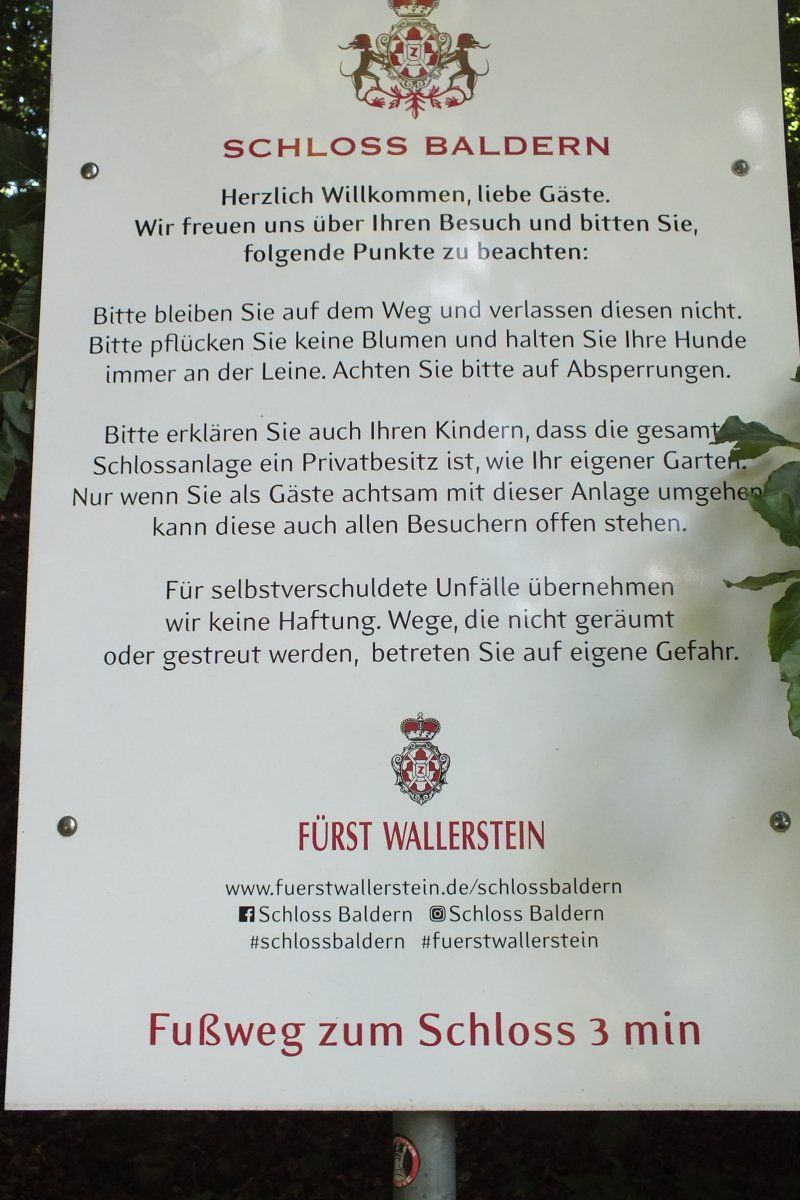 SCHLOSS BALDERN
Herzlich Willkommen, liebe Gäste.
Wir freuen uns über Ihren Besuch und bitten Sie,
folgende Punkte zu beachten:
Bitte bleiben Sie auf dem Weg und verlassen diesen nicht.
Bitte pflücken Sie keine Blumen und halten Sie Ihre Hunde
immer an der Leine. Achten Sie bitte auf Absperrungen.
Bitte erklären Sie auch Ihren Kindern, dass die gesamt
Schlossanlage ein Privatbesitz ist, wie Ihr eigener Garten.
Nur wenn Sie als Gäste achtsam mit dieser Anlage umgehen
kann diese auch allen Besuchern offen stehen.
Für selbstverschuldete Unfälle übernehmen
wir keine Haftung. Wege, die nicht geräumt
oder gestreut werden, betreten Sie auf eigene Gefahr.
FÜRST WALLERSTEIN
www.fuerstwallerstein.de/schlossbaldern
Schloss Baldern Schloss Baldern
#schlossbaldern #fuerstwallerstein
Fußweg zum Schloss 3 min